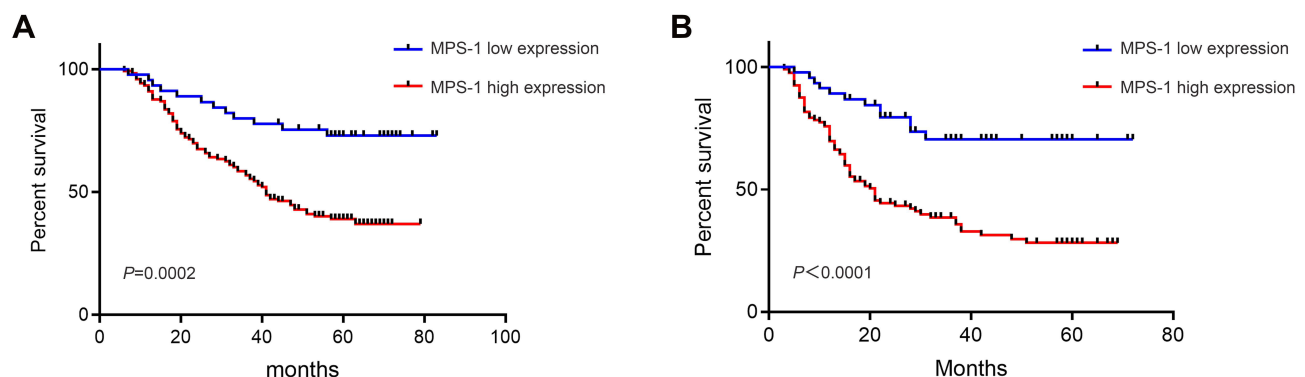 A
MPS-1 low expression
MPS-1 high expression
100
50
0
Percent survival
P=0.0002
0 20 40 60 80 100
months
B
MPS-1 low expression
MPS-1 high expression
100
50
0
Percent survival
P<0.0001
0 20 40 60 80
Months